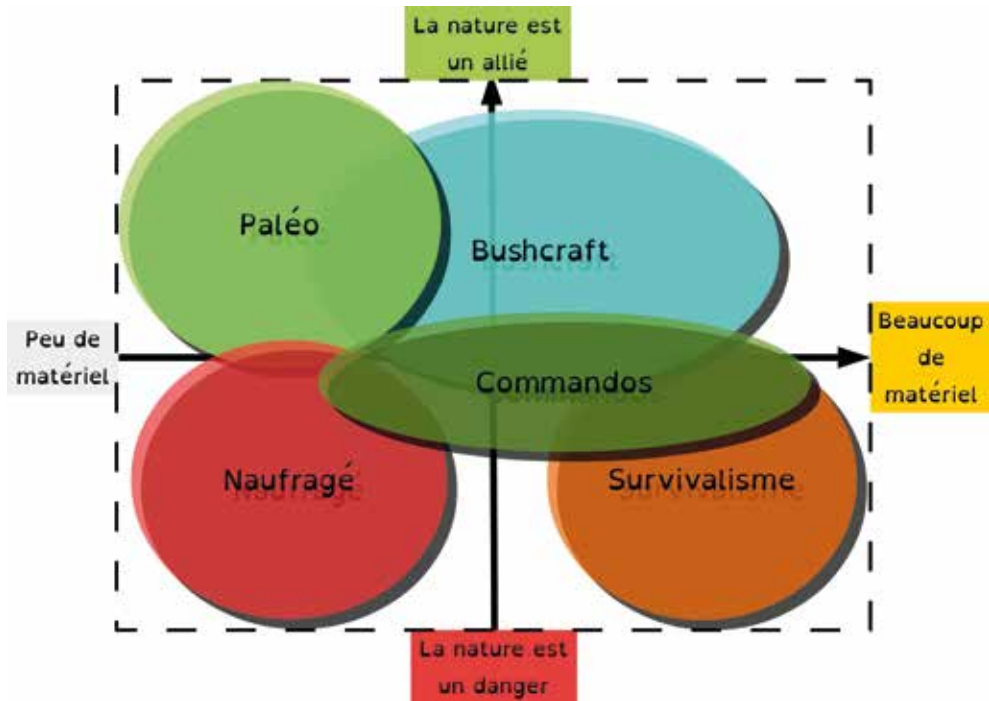 La nature est
un allié
Paléo
Bushcraft
Peu de
matériel
Beaucoup
de
matériel
Commandos
Naufragé
Survivalisme
La nature est
un danger